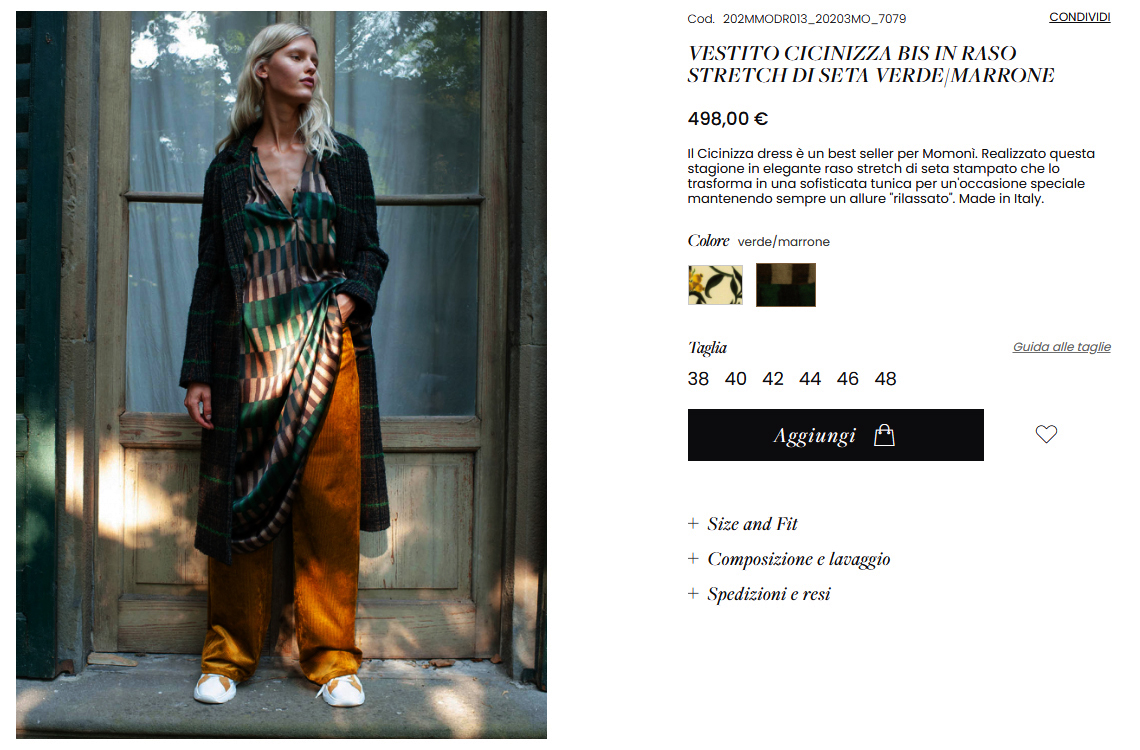 Cod. 202MMODR013_20203MO_7079
CONDIVIDI
VESTITO CICINIZZA BIS IN RASO
STRETCH DI SETA VERDE/MARRONE
498,00 €
Il Cicinizza dress è un best seller per Momonì. Realizzato questa
stagione in elegante raso stretch di seta stampato che lo
trasforma in una sofisticata tunica per un'occasione speciale
mantenendo sempre un allure "rilassato". Made in Italy.
Colore verde/marrone
Taglia
Guida alle taglie
38 40 42 44 46 48
Aggiungi
+ Size and Fit
+ Composizione e lavaggio
+ Spedizioni e resi